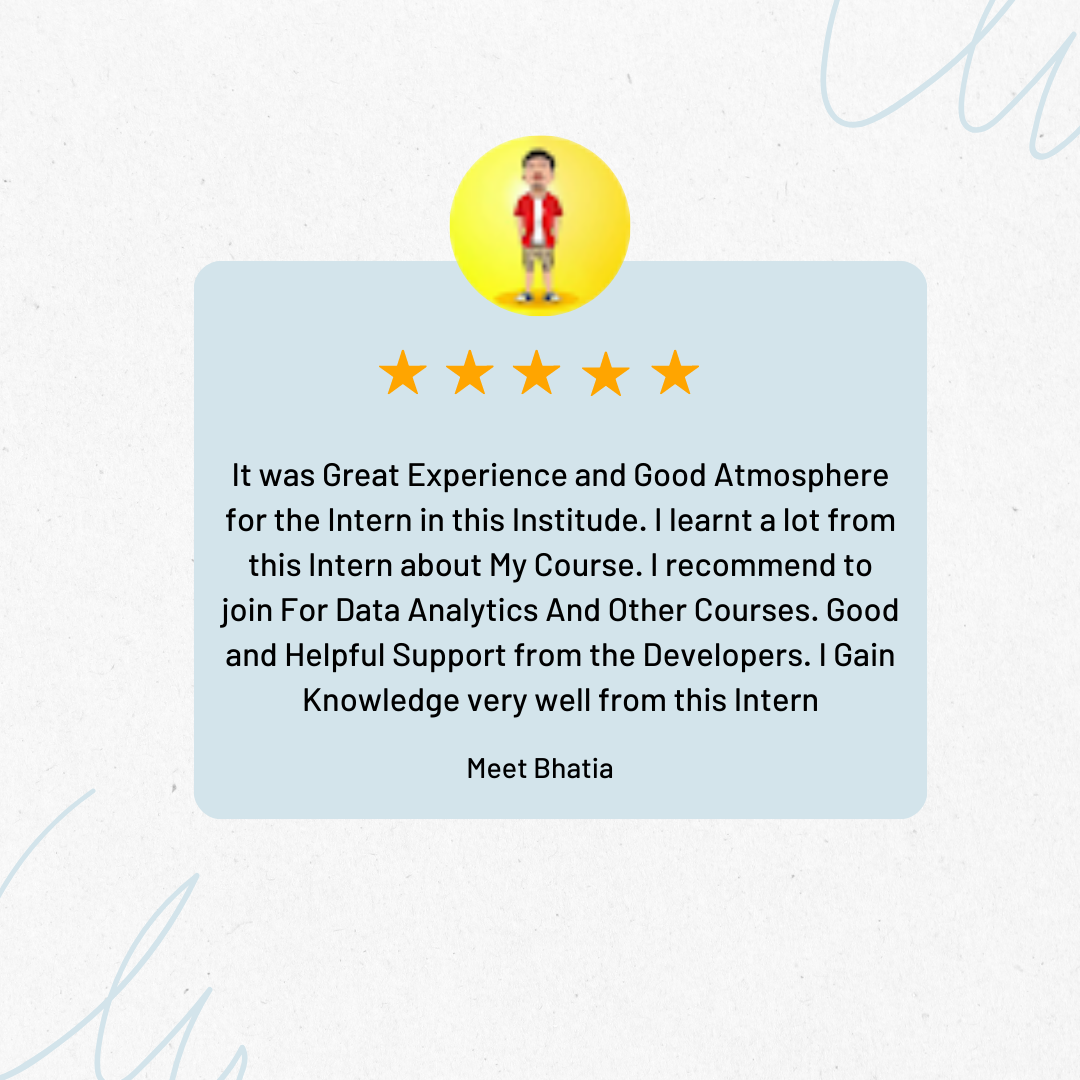 It was Great Experience and Good Atmosphere
for the Intern in this Institude. I learnt a lot from
this Intern about My Course. I recommend to
join For Data Analytics And Other Courses. Good
and Helpful Support from the Developers. I Gain
Knowledge very well from this Intern
Meet Bhatia